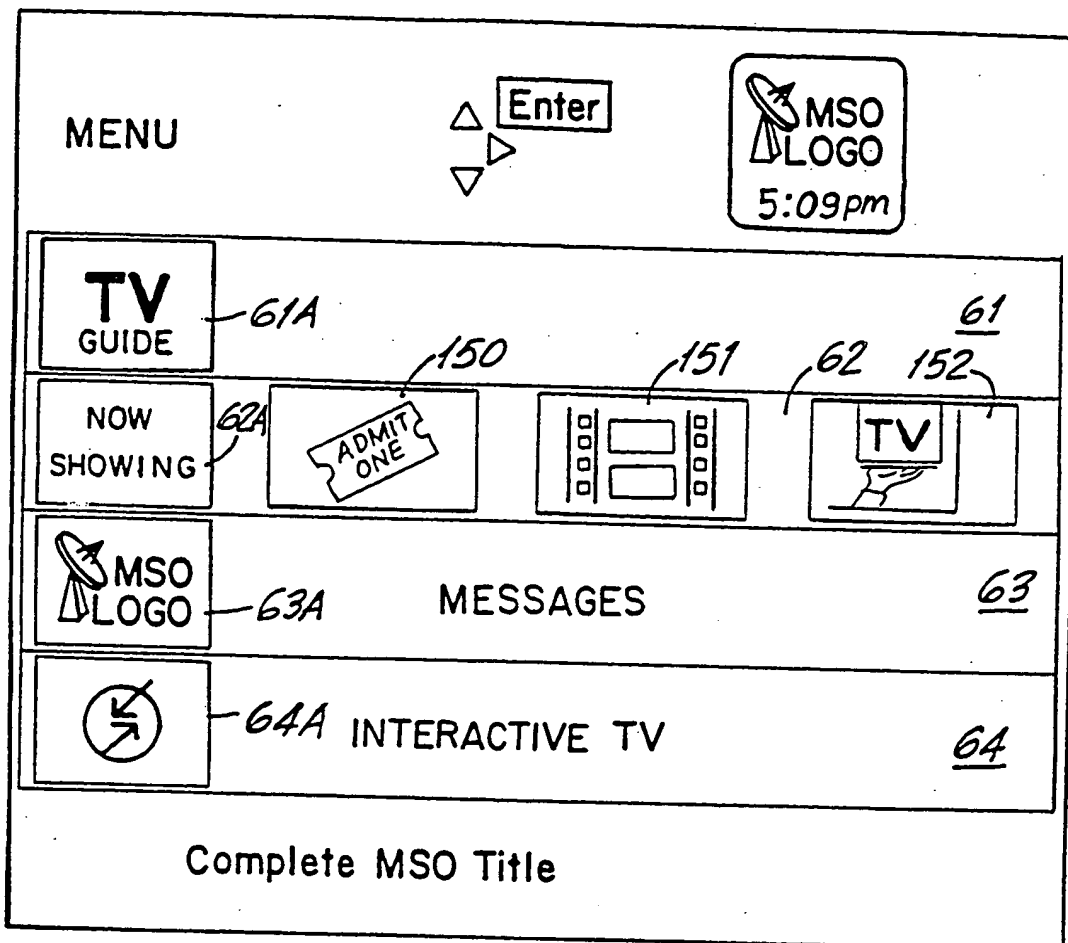 MENU
Enter
MSO
LOGO
5:09pm
TV
GUIDE
61A
61
150
151
62
152
NOW
SHOWING
62A
ADMIT
ONE
TV
MSO
LOGO
63A
MESSAGES
63
64A
INTERACTIVE TV
64
Complete MSO Title